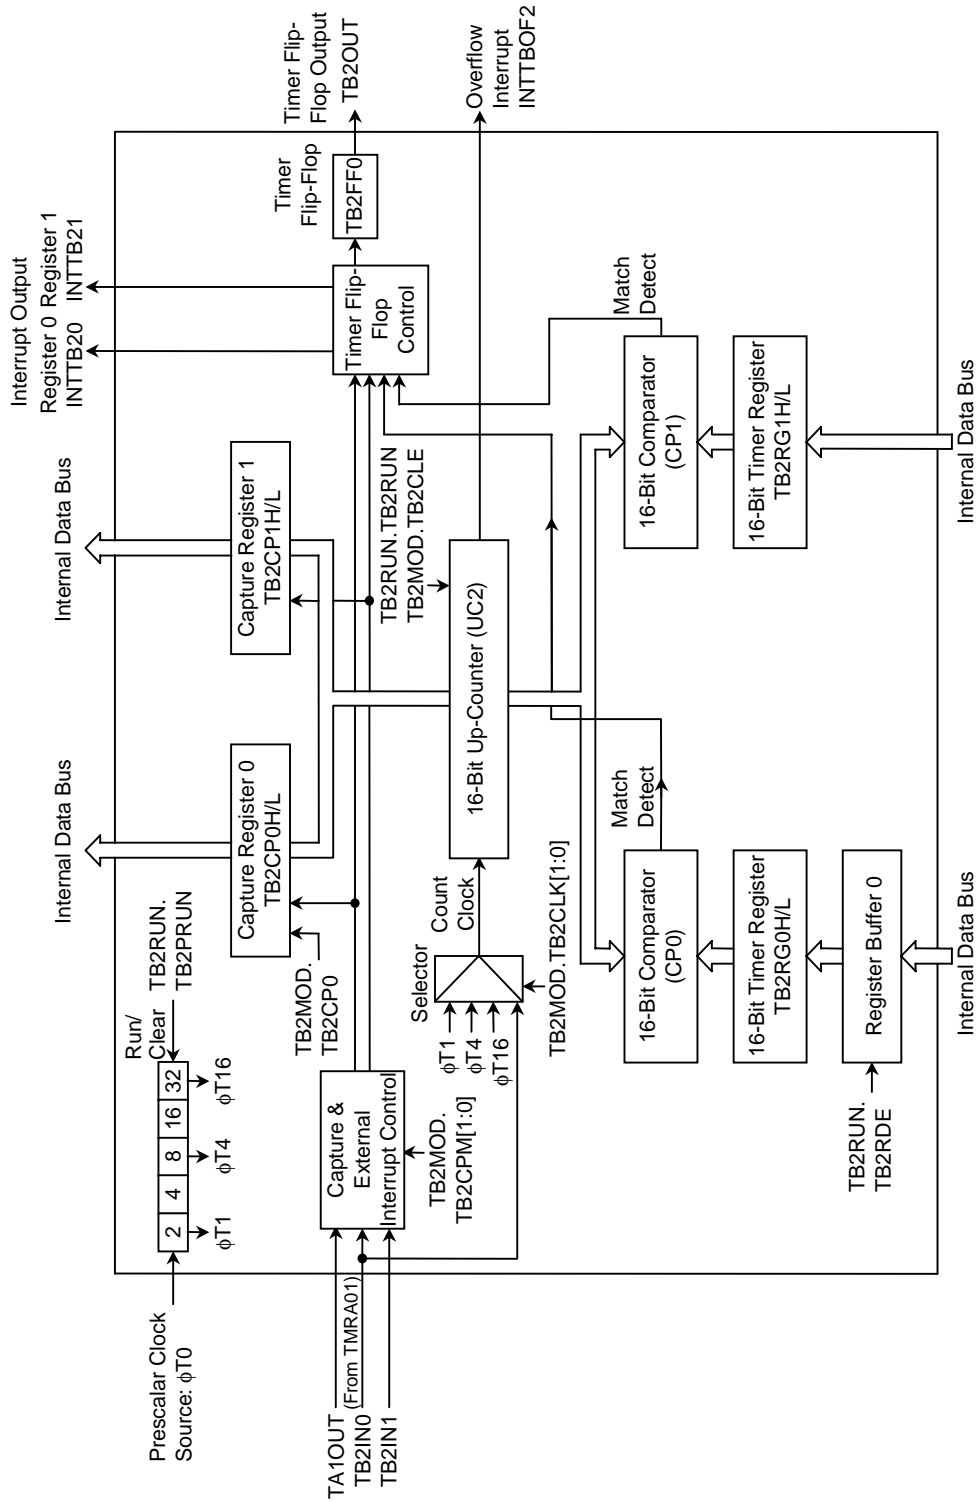 Prescalar Clock
Source: ϕT0
2
4
8
16
32
Run/
Clear
TB2RUN.
TB2PRUN
ϕT1
ϕT4
ϕT16
Internal Data Bus
Internal Data Bus
Interrupt Output
Register 0 Register 1
INTTB20 INTTB21
Capture Register 0
TB2CP0H/L
Capture Register 1
TB2CP1H/L
TB2MOD.
TB2CP0
TA1OUT
(From TMRA01)
TB2IN0
TB2IN1
Capture &
External
Interrupt Control
TB2MOD.
TB2CPM[1:0]
Timer Flip-
Flop
Control
Timer
Flip-Flop
TB2FF0
Timer Flip-
Flop Output
TB2OUT
TB2RUN.TB2RUN
TB2MOD.TB2CLE
Selector
ϕT1
ϕT4
ϕT16
Count
Clock
TB2MOD.TB2CLK[1:0]
16-Bit Up-Counter (UC2)
Overflow
Interrupt
INTTBOF2
Match
Detect
Match
Detect
16-Bit Comparator
(CP0)
16-Bit Comparator
(CP1)
16-Bit Timer Register
TB2RG0H/L
16-Bit Timer Register
TB2RG1H/L
TB2RUN.
TB2RDE
Register Buffer 0
Internal Data Bus
Internal Data Bus